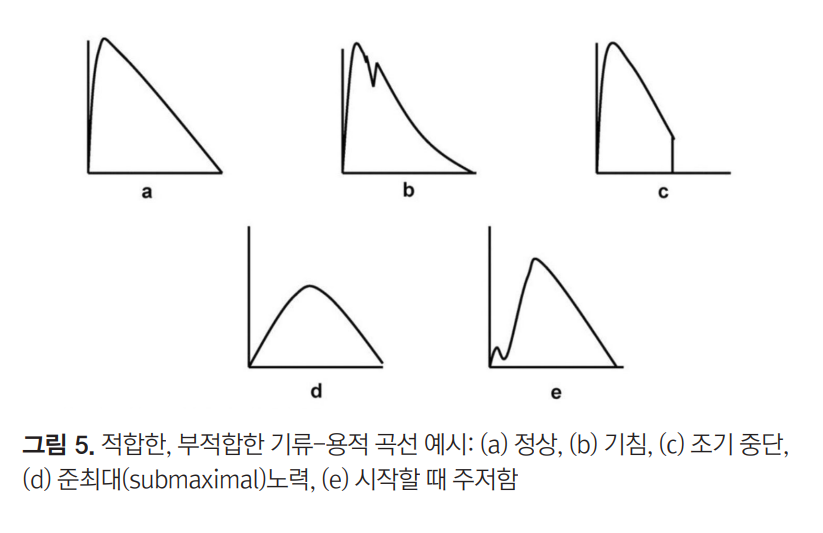 a
b
c
d
e
그림 5. 적합한, 부적합한 기류-용적 곡선 예시: (a) 정상, (b) 기침, (c) 조기 중단,
(d) 준최대(submaximal)노력, (e) 시작할 때 주저함